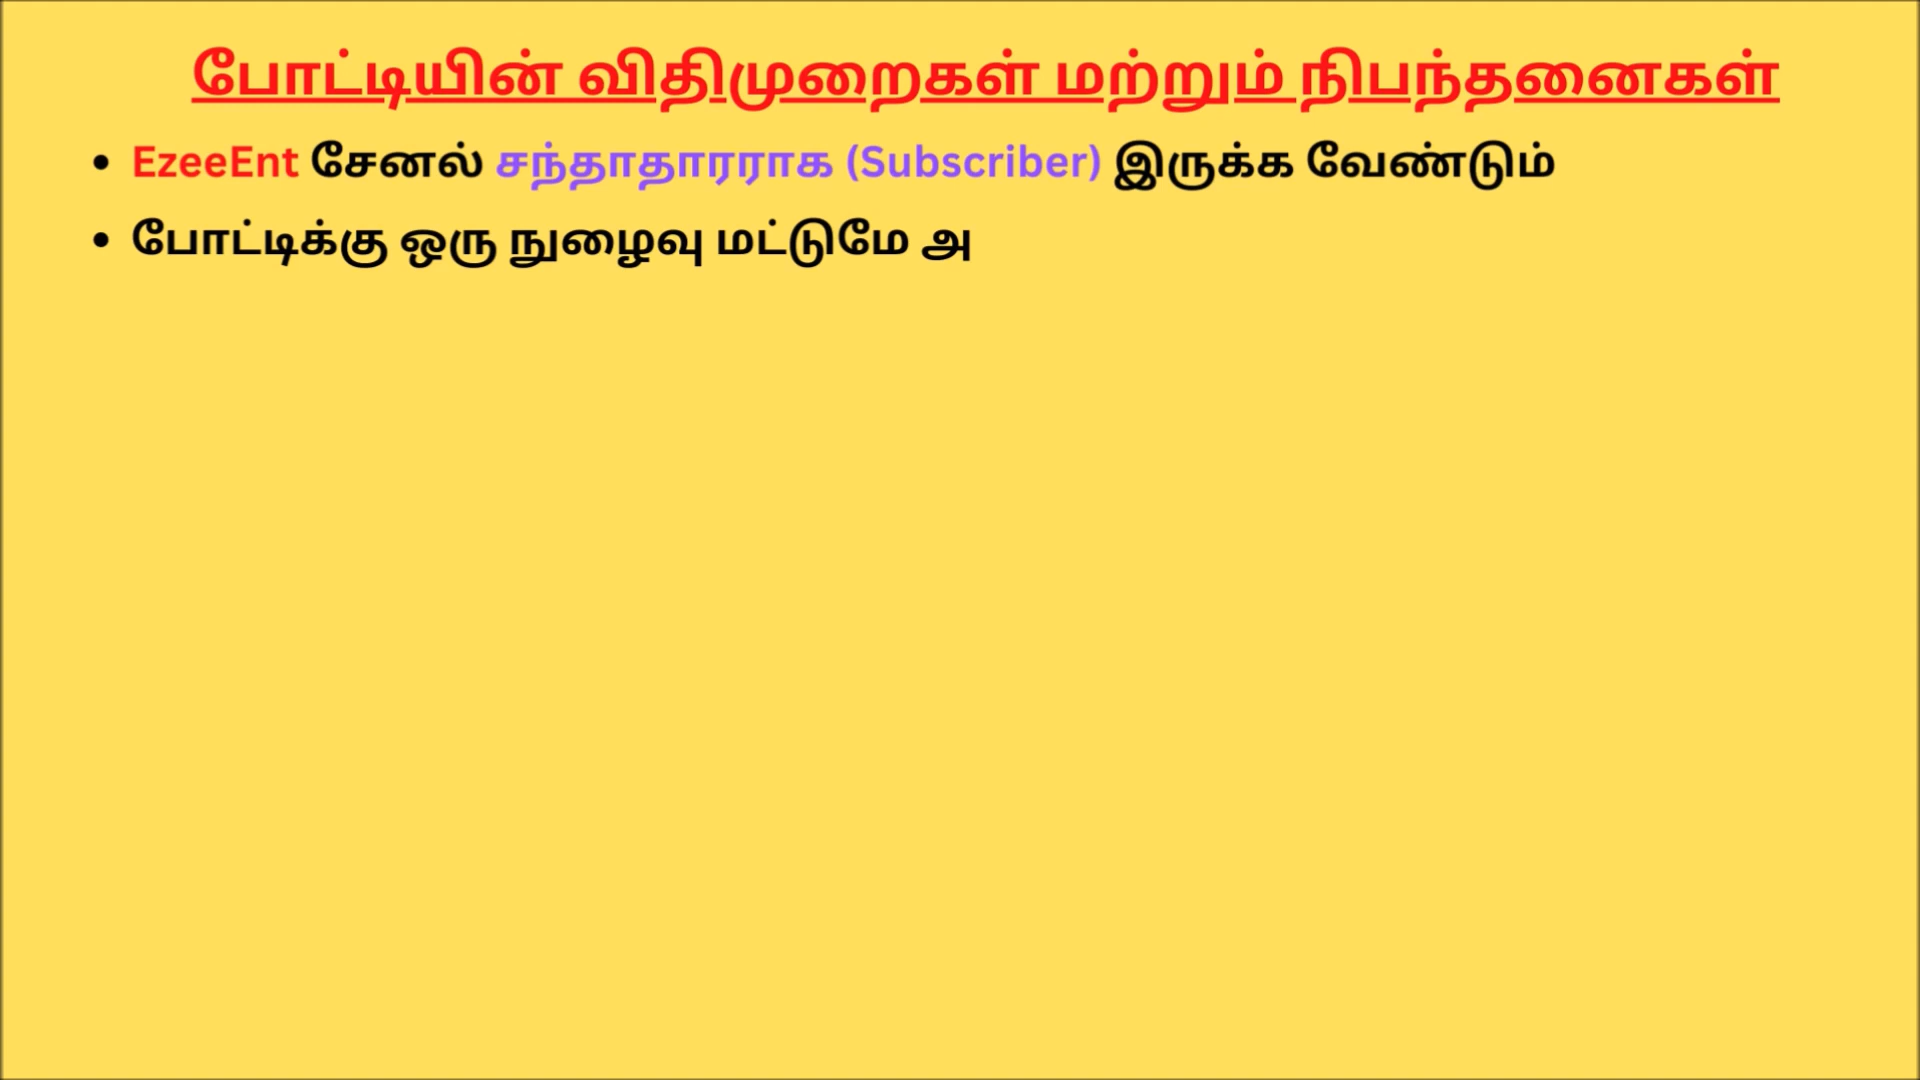 போட்டியின் விதிமுறைகள் மற்றும் நிபந்தனைகள்
• EzeeEnt சேனல் சந்தாதாரராக (Subscriber) இருக்க வேண்டும்
• போட்டிக்கு ஒரு நுழைவு மட்டுமே அ